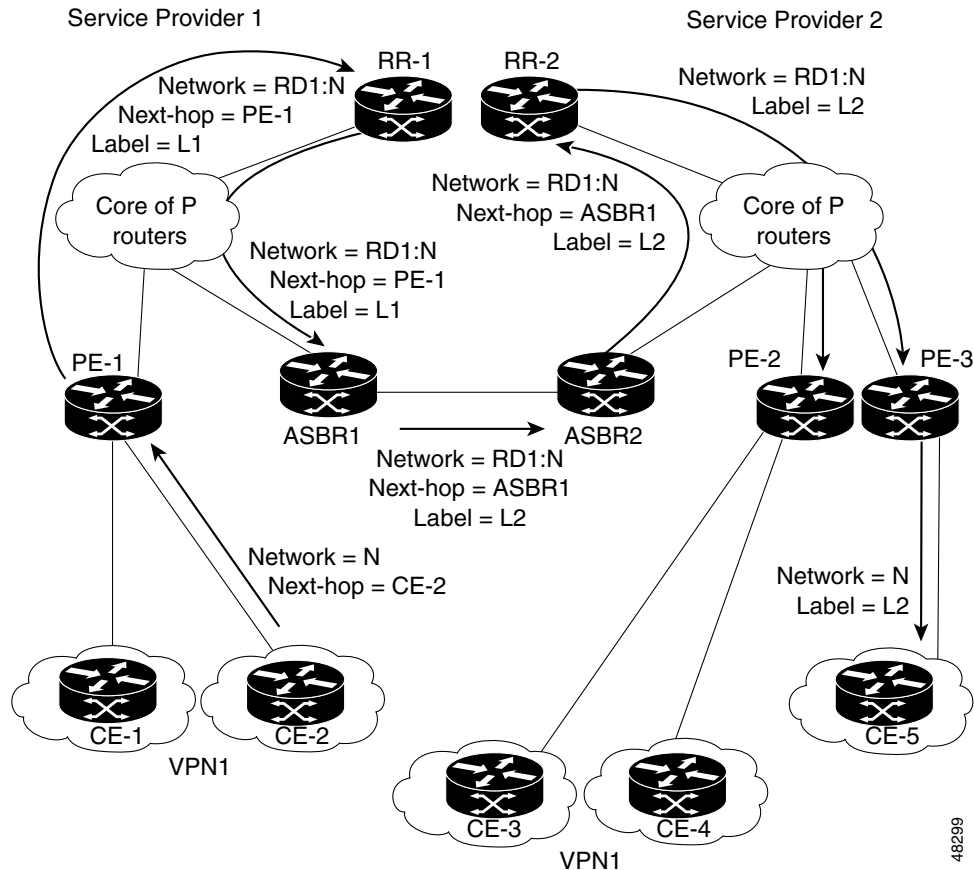 Service Provider 1
Service Provider 2
RR-1
RR-2
Network = RD1:N
Next-hop = PE-1
Label = L1
Network = RD1:N
Label = L2
Core of P
routers
Network = RD1:N
Next-hop = ASBR1
Label = L2
Core of P
routers
Network = RD1:N
Next-hop = PE-1
Label = L1
PE-1
ASBR1
ASBR2
PE-2
PE-3
Network = RD1:N
Next-hop = ASBR1
Label = L2
Network = N
Next-hop = CE-2
Network = N
Label = L2
CE-1
CE-2
VPN1
CE-5
CE-3
CE-4
VPN1
48299